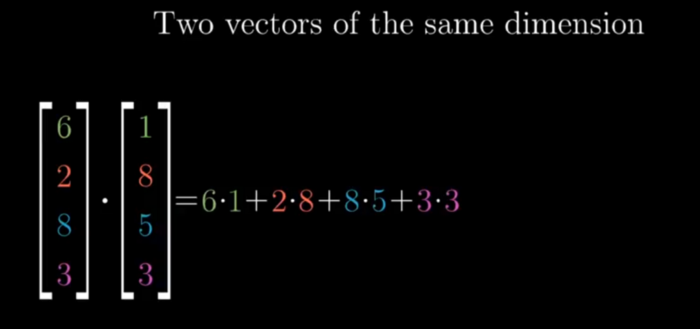 Two vectors of the same dimension
[6 2 8 3] · [1 8 5 3] =6·1+2·8+8·5+3·3